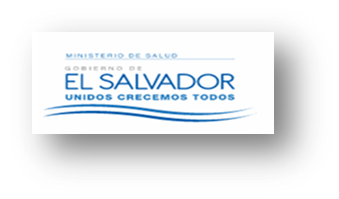 MINISTERIO DE SALUD
GOBIERNO DE
EL SALVADOR
UNIDOS CRECEMOS TODOS